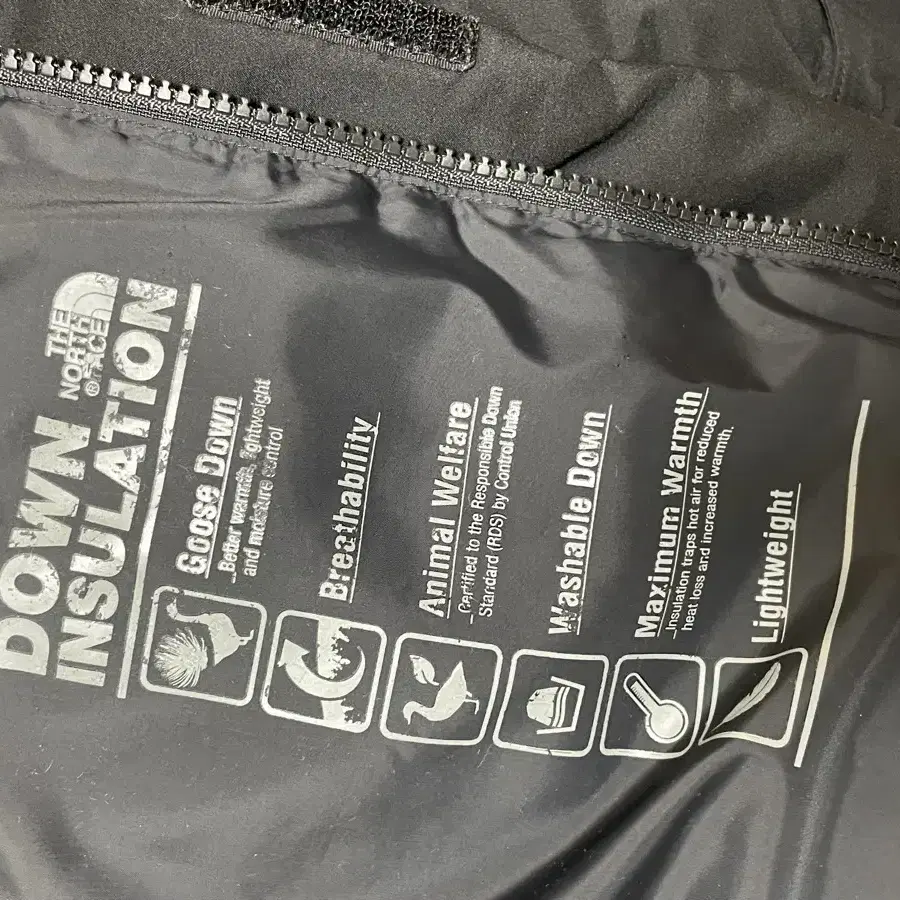 DOWN
INSULATION
THE
NORTH
®FACE
Goose Down
Better warmth, lightweight
and moisture control
Breathability
Animal Welfare
Certified to the Responsible Down
Standard (RDS) by Control Union
Washable Down
Maximum Warmth
Insulation traps hot air for reduced
heat loss and increased warmth.
Lightweight